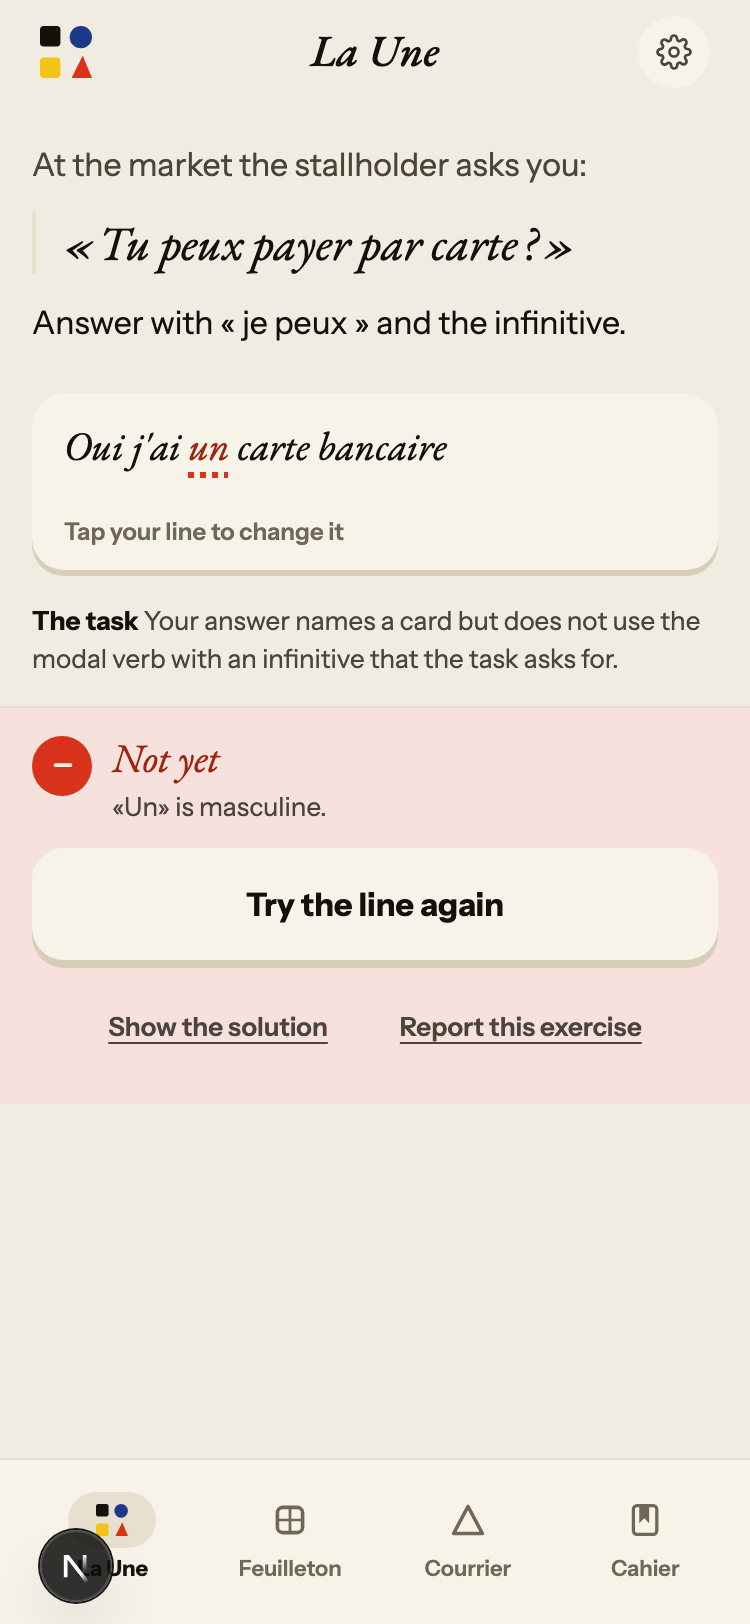 La Une
At the market the stallholder asks you:
« Tu peux payer par carte ? »
Answer with « je peux » and the infinitive.
Oui j'ai un carte bancaire
Tap your line to change it
The task Your answer names a card but does not use the
modal verb with an infinitive that the task asks for.
Not yet
«Un» is masculine.
Try the line again
Show the solution Report this exercise
N
La Une Feuilleton Courrier Cahier